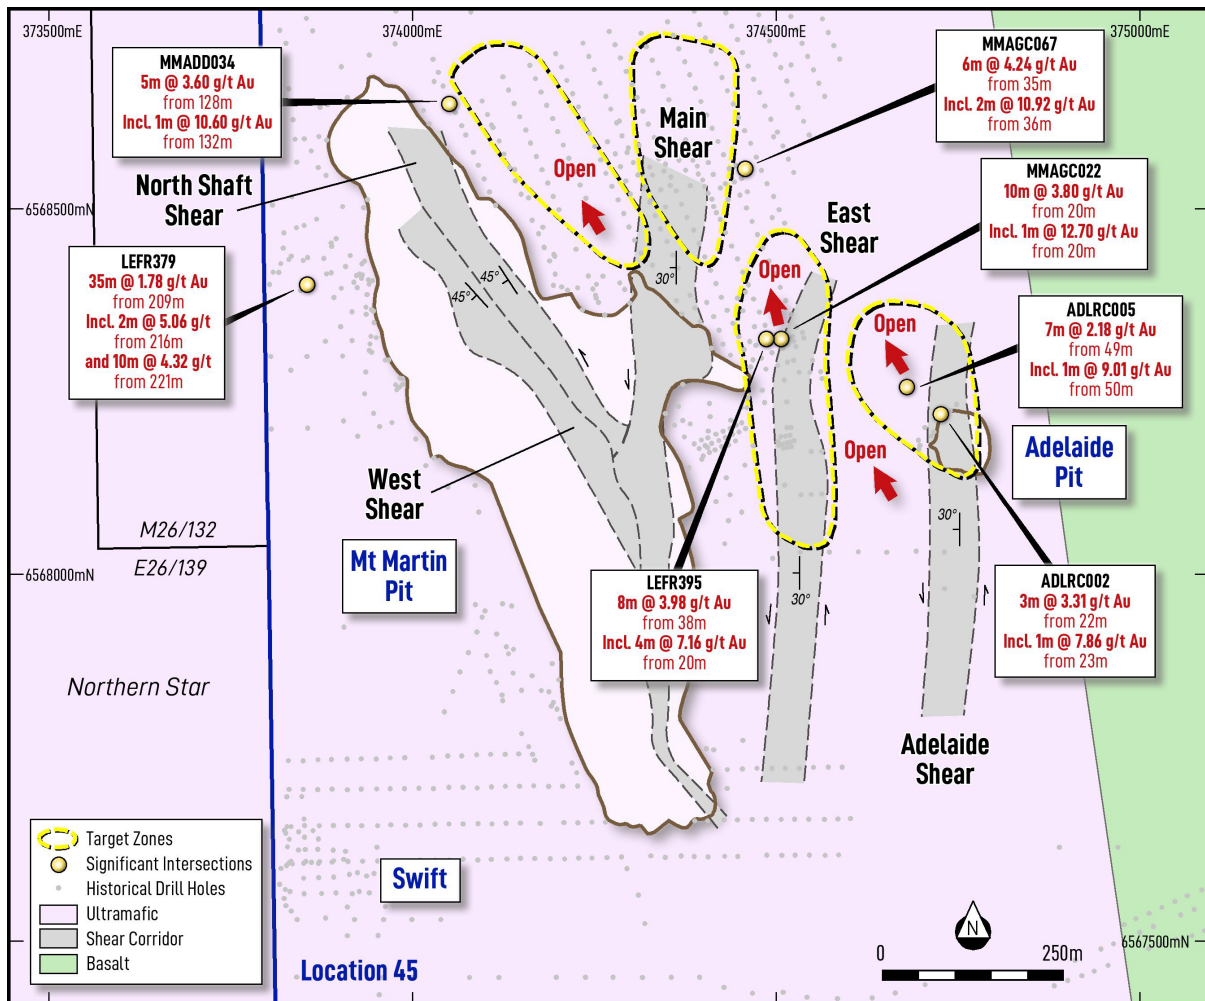 373500mE
374000mE
374500mE
375000mE
MMADD034
5m @ 3.60 g/t Au
from 128m
Incl. 1m @ 10.60 g/t Au
from 132m
MMAGC067
6m @ 4.24 g/t Au
from 35m
Incl. 2m @ 10.92 g/t Au
from 36m
Main
Shear
Open
North Shaft
Shear
MMAGC022
10m @ 3.80 g/t Au
from 20m
Incl. 1m @ 12.70 g/t Au
from 20m
6568500mN
East
Shear
Open
LEFR379
35m @ 1.78 g/t Au
from 209m
Incl. 2m @ 5.06 g/t
from 216m
and 10m @ 4.32 g/t
from 221m
45°
45°
30°
ADLRC005
7m @ 2.18 g/t Au
from 49m
Incl. 1m @ 9.01 g/t Au
from 50m
Open
Open
Adelaide
Pit
West
Shear
30°
M26/132
E26/139
6568000mN
Mt Martin
Pit
LEFR395
8m @ 3.98 g/t Au
from 38m
Incl. 4m @ 7.16 g/t Au
from 20m
30°
ADLRC002
3m @ 3.31 g/t Au
from 22m
Incl. 1m @ 7.86 g/t Au
from 23m
Northern Star
Adelaide
Shear
Target Zones
Significant Intersections
Historical Drill Holes
Ultramafic
Shear Corridor
Basalt
Swift
Location 45
N
0
250m
6567500mN